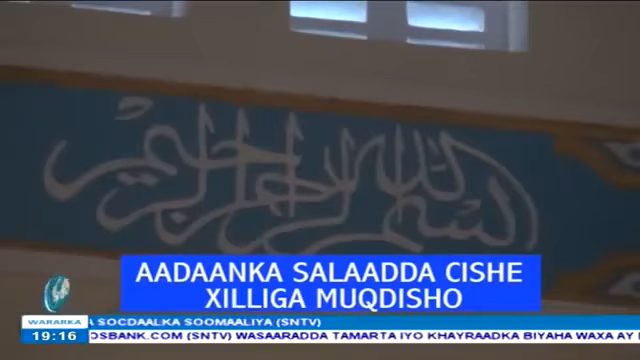 بسم الله الرحمن الرحيم
AADAANKA SALAADDA CISHE
XILLIGA MUQDISHO
WARARKA
A SOCDAALKA SOOMAALIYA (SNTV)
19:16
OSBANK.COM (SNTV) WASAARADDA TAMARTA IYO KHAYRAADKA BIYAHA WAXA AY